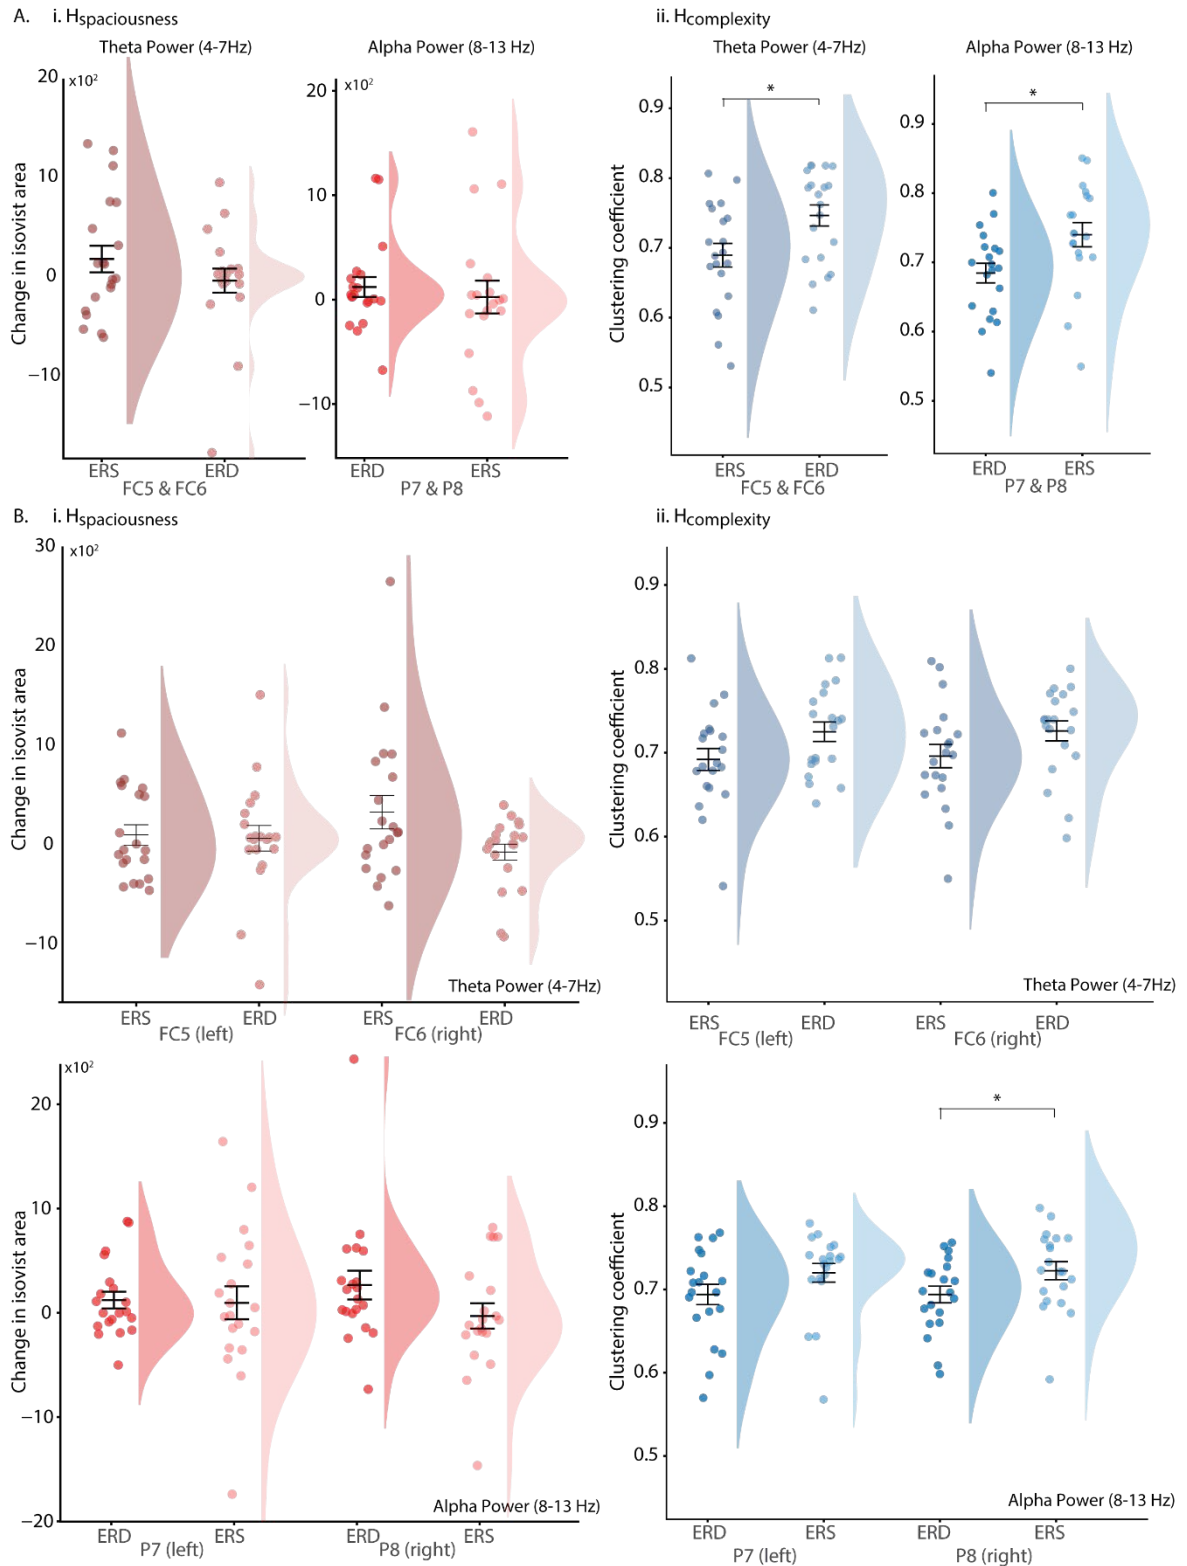 A. i. Hspaciousness
ii. Hcomplexity
Theta Power (4-7Hz)
Alpha Power (8-13 Hz)
Theta Power (4-7Hz)
Alpha Power (8-13 Hz)
Change in isovist area
x10²
20
10
0
−10
ERS
ERD
FC5 & FC6
x10²
20
10
0
−10
ERD
ERS
P7 & P8
Clustering coefficient
*
0.9
0.8
0.7
0.6
0.5
ERS
ERD
FC5 & FC6
*
0.9
0.8
0.7
0.6
0.5
ERD
ERS
P7 & P8
B. i. Hspaciousness
ii. Hcomplexity
Change in isovist area
x10²
30
20
10
0
−10
Theta Power (4-7Hz)
ERS
ERD
ERS
ERD
FC5 (left)
FC6 (right)
Clustering coefficient
0.9
0.8
0.7
0.6
0.5
Theta Power (4-7Hz)
ERS
ERD
ERS
ERD
FC5 (left)
FC6 (right)
Change in isovist area
x10²
20
10
0
−10
−20
Alpha Power (8-13 Hz)
ERD
ERS
ERD
ERS
P7 (left)
P8 (right)
Clustering coefficient
*
0.9
0.8
0.7
0.6
0.5
Alpha Power (8-13 Hz)
ERD
ERS
ERD
ERS
P7 (left)
P8 (right)